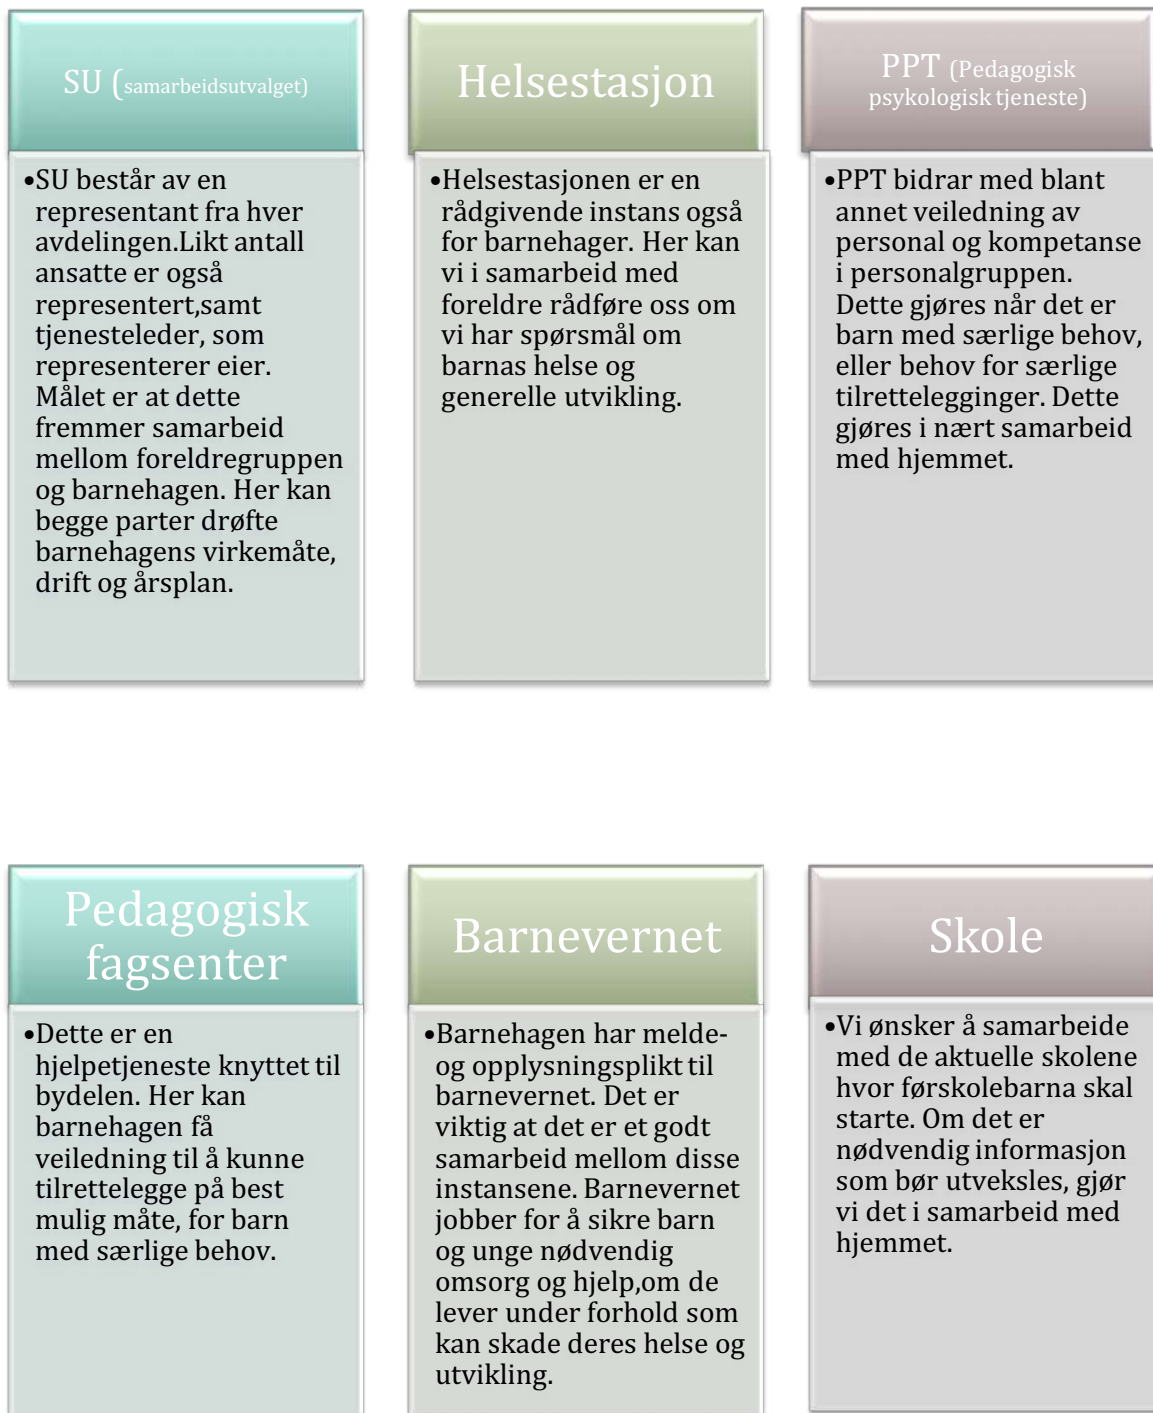 SU (samarbeidsutvalget)
•SU består av en
representant fra hver
avdelingen.Likt antall
ansatte er også
representert,samt
tjenesteleder, som
representerer eier.
Målet er at dette
fremmer samarbeid
mellom foreldregruppen
og barnehagen. Her kan
begge parter drøfte
barnehagens virkemåte,
drift og årsplan.
Helsestasjon
•Helsestasjonen er en
rådgivende instans også
for barnehager. Her kan
vi i samarbeid med
foreldre rådføre oss om
vi har spørsmål om
barnas helse og
generelle utvikling.
PPT (Pedagogisk
psykologisk tjeneste)
•PPT bidrar med blant
annet veiledning av
personal og kompetanse
i personalgruppen.
Dette gjøres når det er
barn med særlige behov,
eller behov for særlige
tilrettelegginger. Dette
gjøres i nært samarbeid
med hjemmet.
Pedagogisk
fagsenter
•Dette er en
hjelpetjeneste knyttet til
bydelen. Her kan
barnehagen få
veiledning til å kunne
tilrettelegge på best
mulig måte, for barn
med særlige behov.
Barnevernet
•Barnehagen har melde-
og opplysningsplikt til
barnevernet. Det er
viktig at det er et godt
samarbeid mellom disse
instansene. Barnevernet
jobber for å sikre barn
og unge nødvendig
omsorg og hjelp,om de
lever under forhold som
kan skade deres helse og
utvikling.
Skole
•Vi ønsker å samarbeide
med de aktuelle skolene
hvor førskolebarna skal
starte. Om det er
nødvendig informasjon
som bør utveksles, gjør
vi det i samarbeid med
hjemmet.